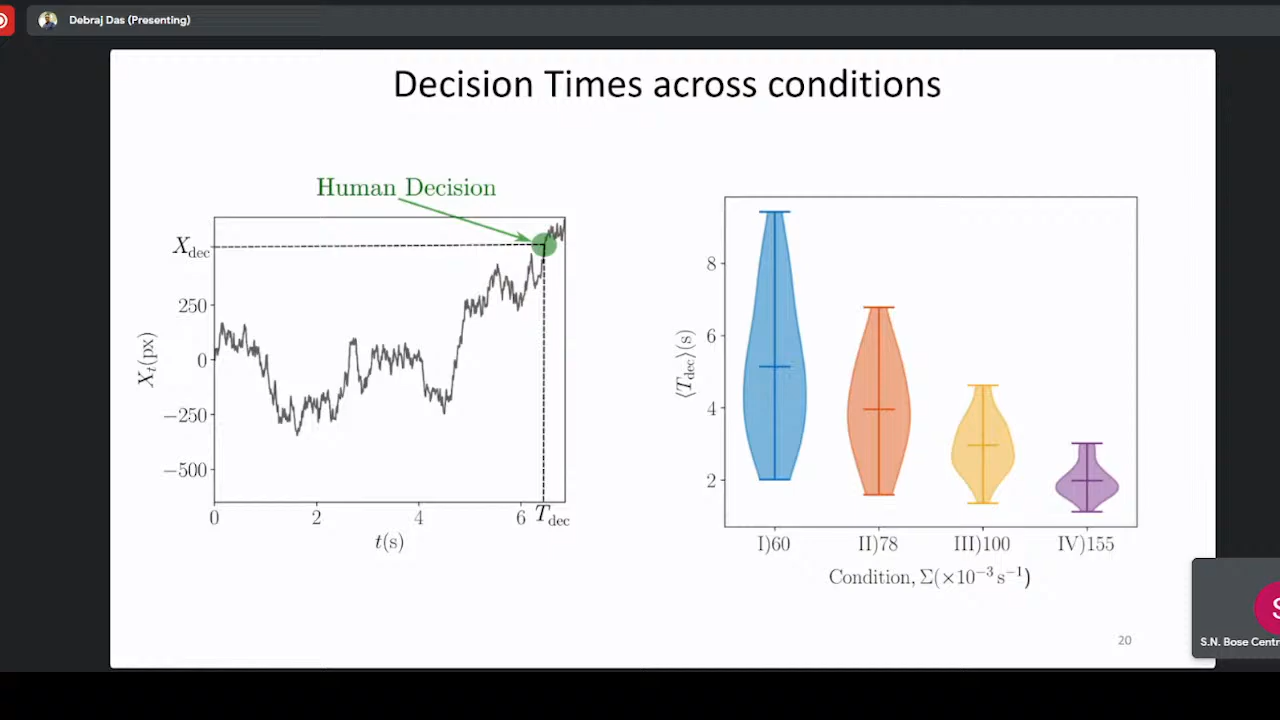 Debraj Das (Presenting)
Decision Times across conditions
Human Decision
X_dec
250
0
−250
−500
X_t(px)
0 2 4 6 T_dec
t(s)
8
6
4
2
⟨T_dec⟩(s)
I)60 II)78 III)100 IV)155
Condition, Σ(×10⁻³ s⁻¹)
20
S
S.N. Bose Centr